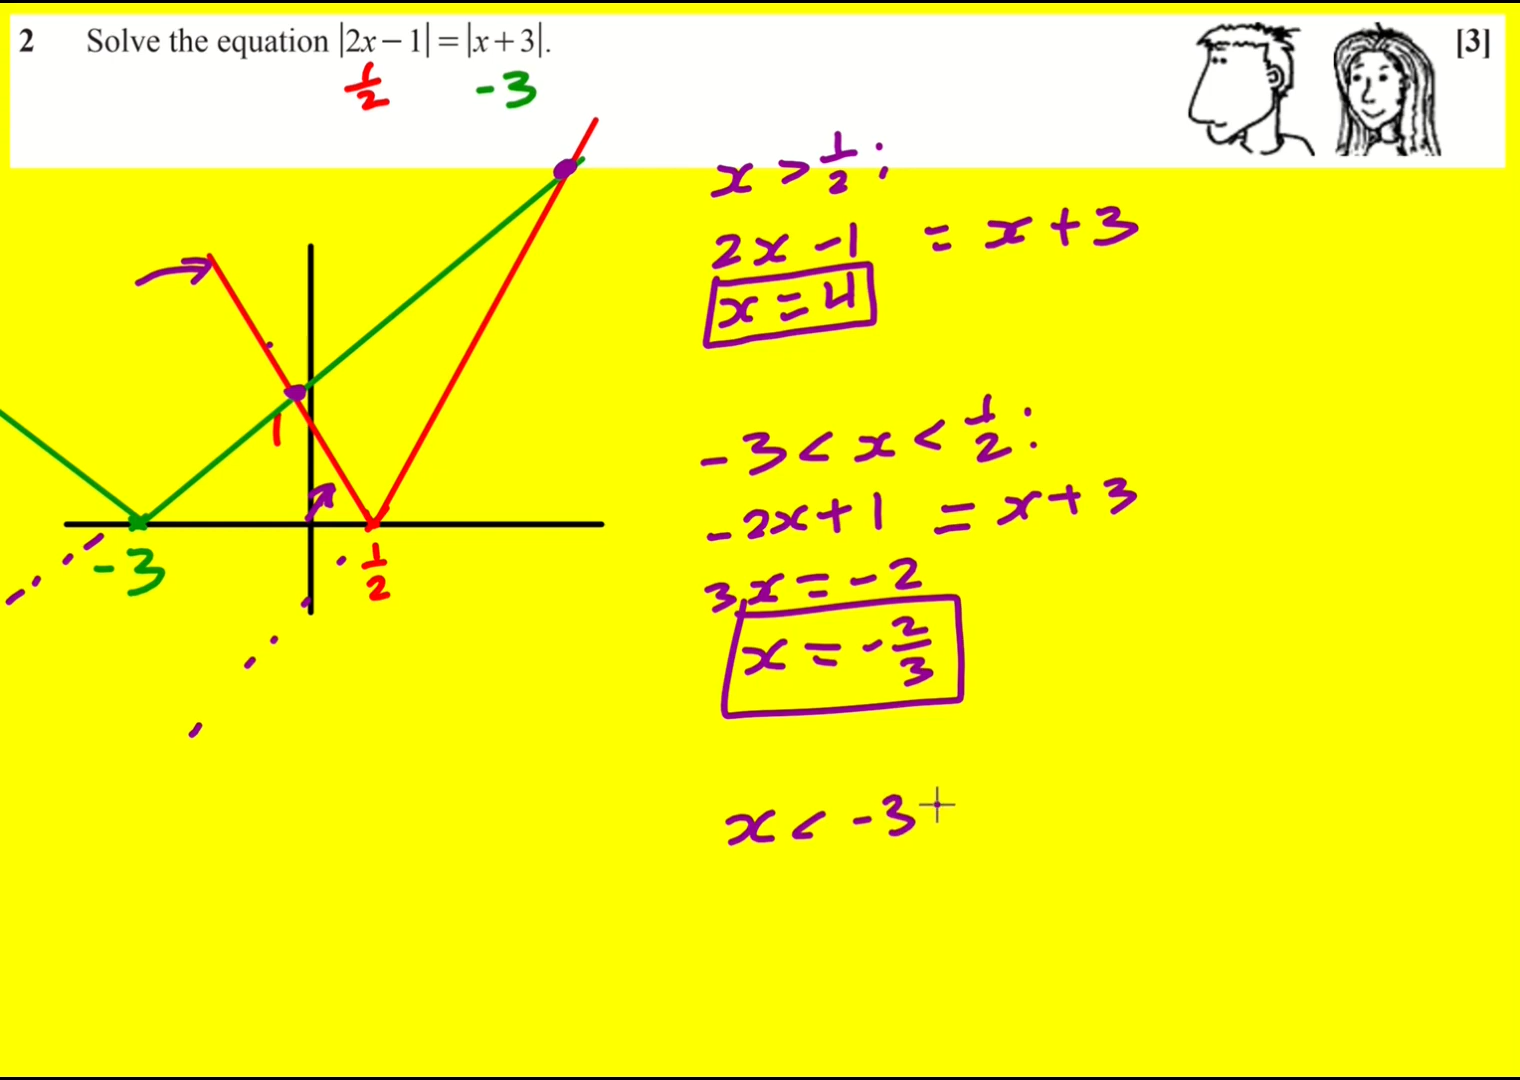 2 Solve the equation |2x − 1| = |x + 3|. [3]
1/2 -3
x > 1/2 :
2x - 1 = x + 3
x = 4
-3 < x < 1/2 :
-2x + 1 = x + 3
3x = -2
x = -2/3
x < -3
-3 1/2